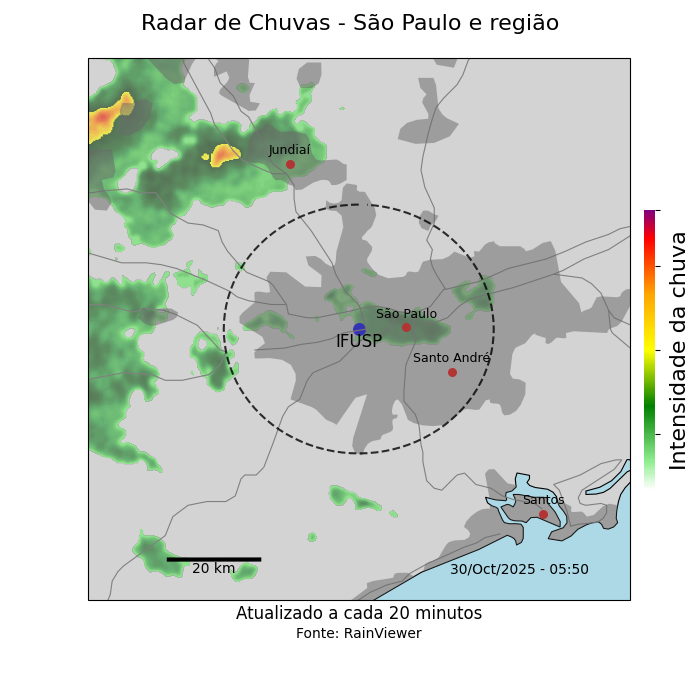 Radar de Chuvas - São Paulo e região
Jundiaí
São Paulo
IFUSP
Santo André
Santos
20 km
30/Oct/2025 - 05:50
Intensidade da chuva
Atualizado a cada 20 minutos
Fonte: RainViewer